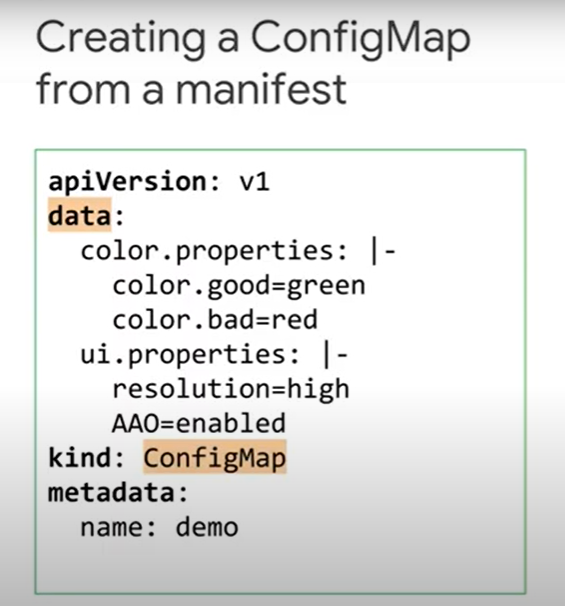 Creating a ConfigMap
from a manifest
apiVersion: v1
data:
  color.properties: |-
    color.good=green
    color.bad=red
  ui.properties: |-
    resolution=high
    AAO=enabled
kind: ConfigMap
metadata:
  name: demo